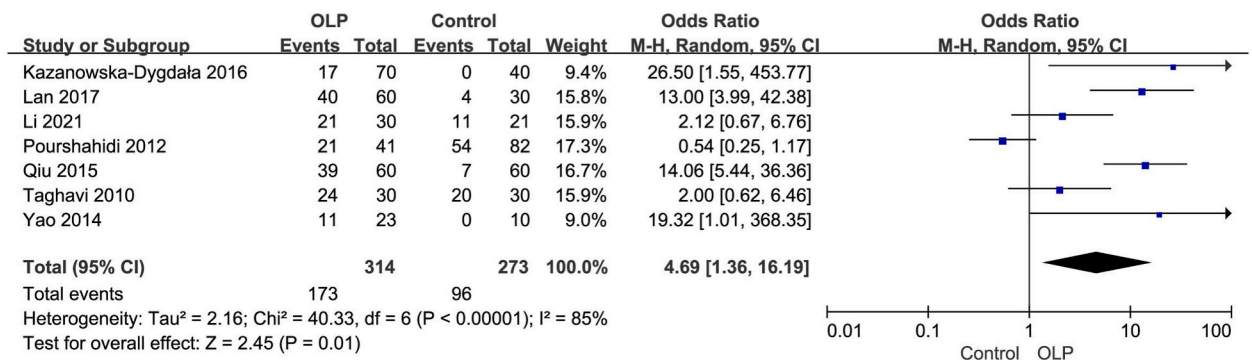 OLP Control Odds Ratio Odds Ratio
Study or Subgroup Events Total Events Total Weight M-H, Random, 95% CI M-H, Random, 95% CI
Kazanowska-Dygdała 2016 17 70 0 40 9.4% 26.50 [1.55, 453.77]
Lan 2017 40 60 4 30 15.8% 13.00 [3.99, 42.38]
Li 2021 21 30 11 21 15.9% 2.12 [0.67, 6.76]
Pourshahidi 2012 21 41 54 82 17.3% 0.54 [0.25, 1.17]
Qiu 2015 39 60 7 60 16.7% 14.06 [5.44, 36.36]
Taghavi 2010 24 30 20 30 15.9% 2.00 [0.62, 6.46]
Yao 2014 11 23 0 10 9.0% 19.32 [1.01, 368.35]
Total (95% CI) 314 273 100.0% 4.69 [1.36, 16.19]
Total events 173 96
Heterogeneity: Tau² = 2.16; Chi² = 40.33, df = 6 (P < 0.00001); I² = 85%
Test for overall effect: Z = 2.45 (P = 0.01)
0.01 0.1 1 10 100
Control OLP